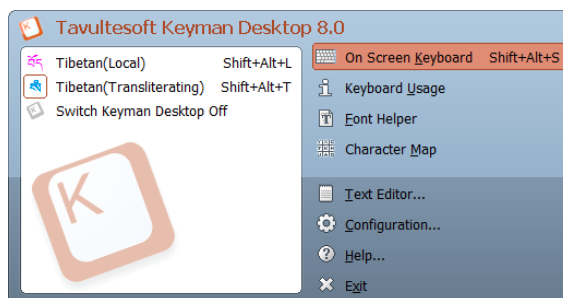 Tavultesoft Keyman Desktop 8.0
Tibetan(Local) Shift+Alt+L
Tibetan(Transliterating) Shift+Alt+T
Switch Keyman Desktop Off
K
On Screen Keyboard Shift+Alt+S
Keyboard Usage
Font Helper
Character Map
Text Editor...
Configuration...
Help...
Exit